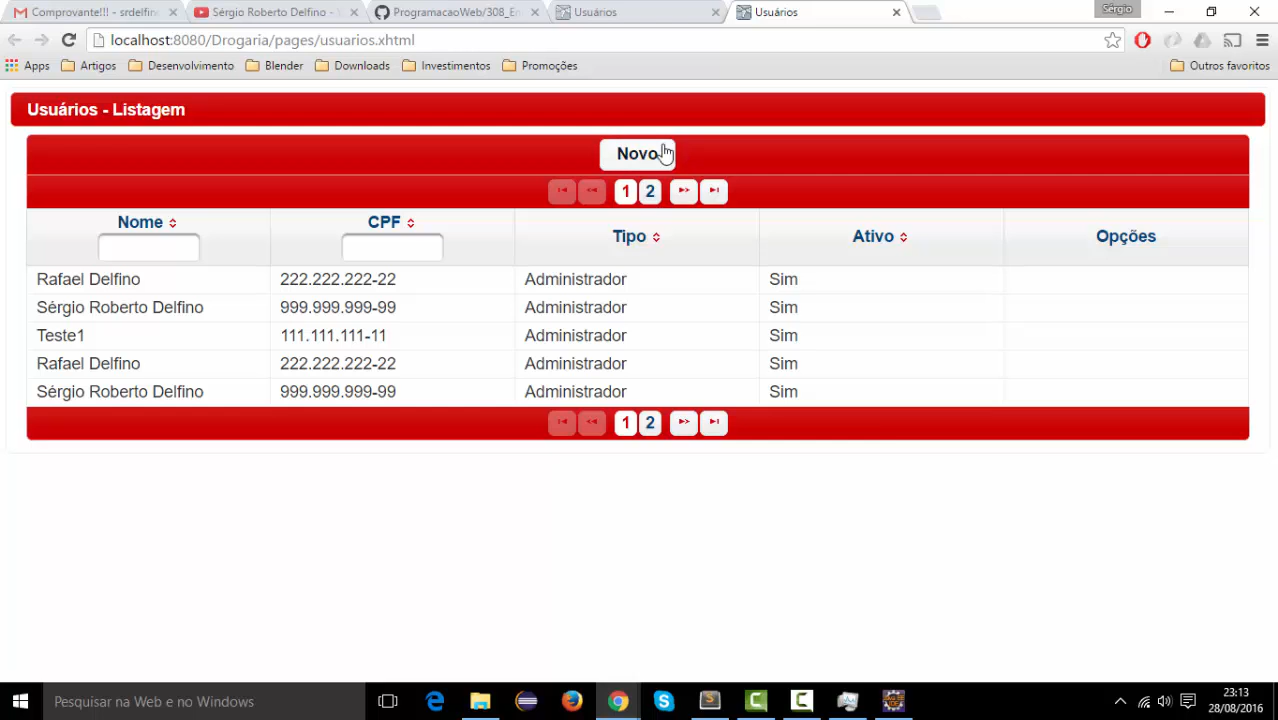 Comprovante!!! - srdelfin
Sérgio Roberto Delfino -
ProgramacaoWeb/308_En
Usuários
Usuários
Sérgio
localhost:8080/Drogaria/pages/usuarios.xhtml
Apps
Artigos
Desenvolvimento
Blender
Downloads
Investimentos
Promoções
Outros favoritos
Usuários - Listagem
Novo
1 2
Nome CPF Tipo Ativo Opções
Rafael Delfino 222.222.222-22 Administrador Sim
Sérgio Roberto Delfino 999.999.999-99 Administrador Sim
Teste1 111.111.111-11 Administrador Sim
Rafael Delfino 222.222.222-22 Administrador Sim
Sérgio Roberto Delfino 999.999.999-99 Administrador Sim
1 2
Pesquisar na Web e no Windows
23:13
28/08/2016